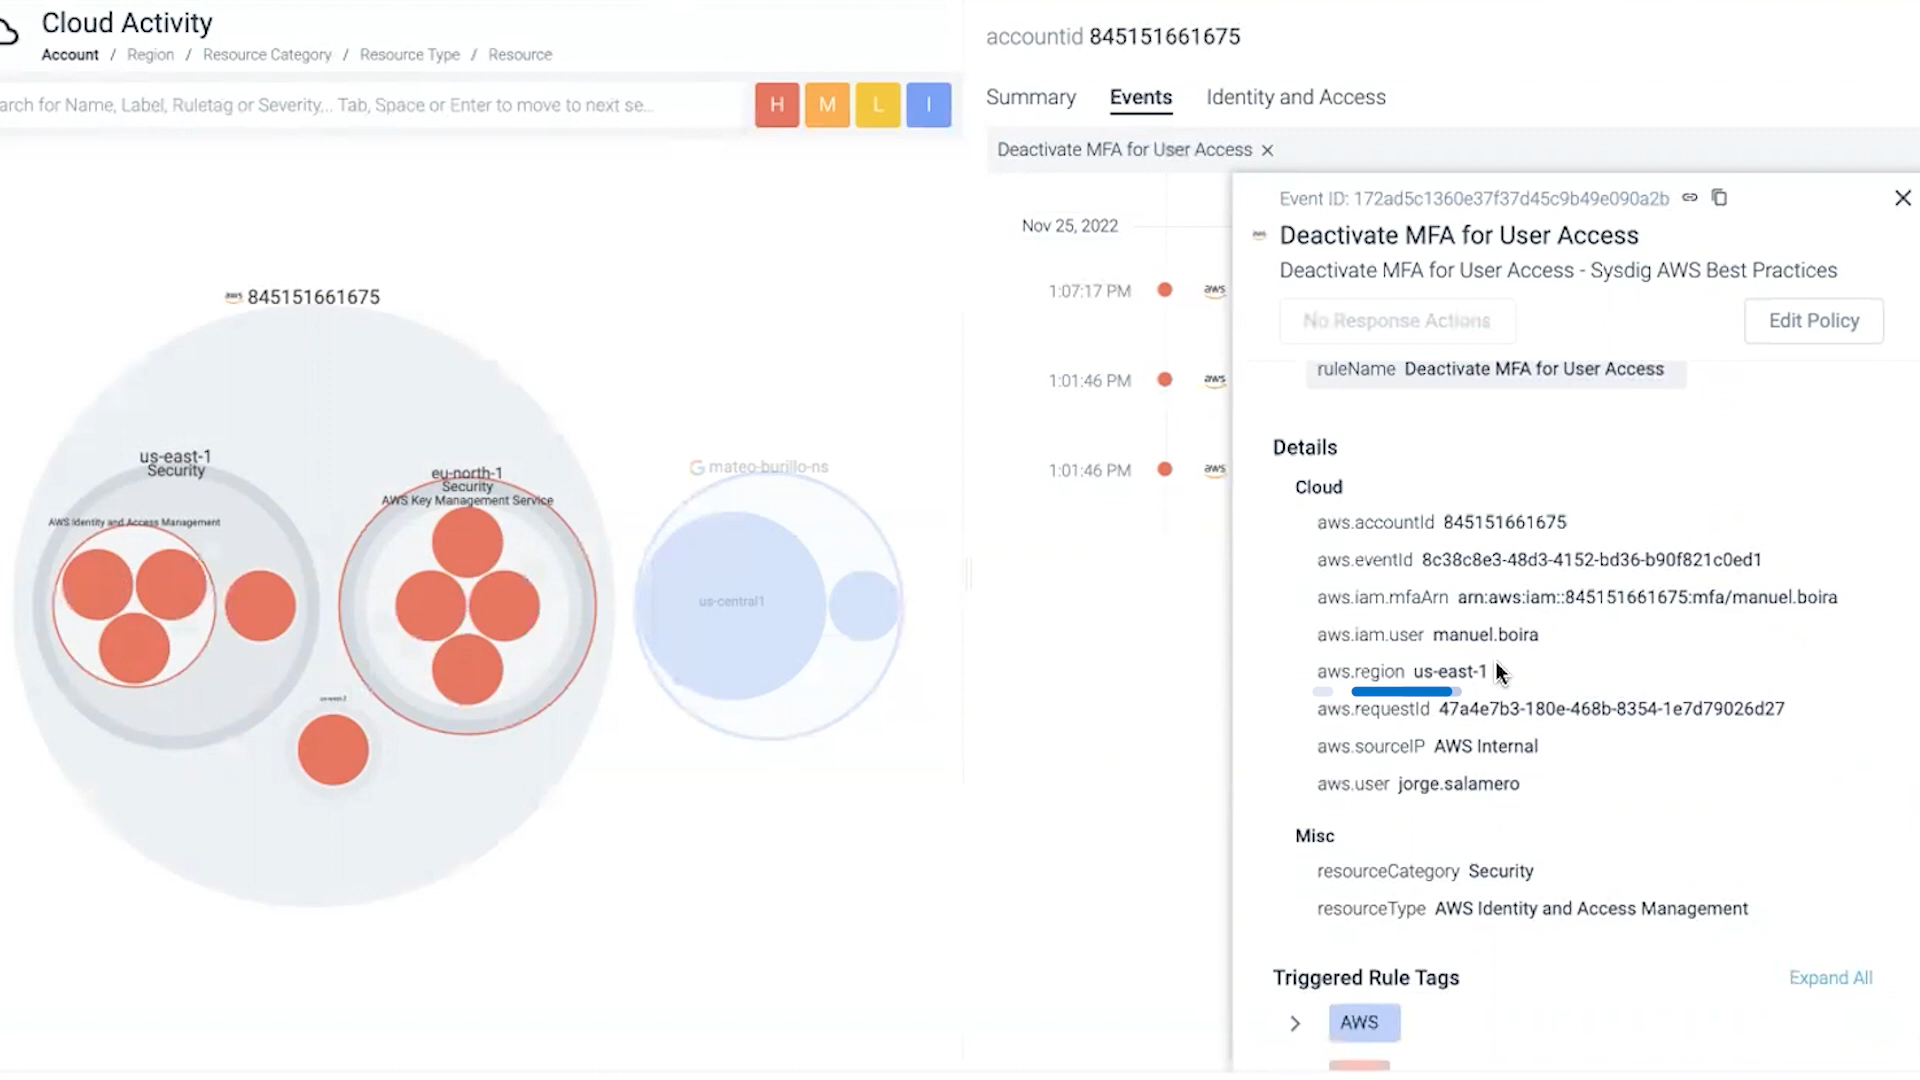 Cloud Activity
Account / Region / Resource Category / Resource Type / Resource
arch for Name, Label, Ruletag or Severity,.. Tab, Space or Enter to move to next se...
H M L I
aws 845151661675
us-east-1
Security
AWS Identity and Access Management
eu-north-1
Security
AWS Key Management Service
G mateo-burillo-ns
us-central1
accountid 845151661675
Summary Events Identity and Access
Deactivate MFA for User Access ×
Nov 25, 2022
1:07:17 PM aws
1:01:46 PM aws
1:01:46 PM aws
Event ID: 172ad5c1360e37f37d45c9b49e090a2b
aws Deactivate MFA for User Access
Deactivate MFA for User Access - Sysdig AWS Best Practices
No Response Actions
Edit Policy
ruleName Deactivate MFA for User Access
Details
Cloud
aws.accountId 845151661675
aws.eventId 8c38c8e3-48d3-4152-bd36-b90f821c0ed1
aws.iam.mfaArn arn:aws:iam::845151661675:mfa/manuel.boira
aws.iam.user manuel.boira
aws.region us-east-1
aws.requestId 47a4e7b3-180e-468b-8354-1e7d79026d27
aws.sourceIP AWS Internal
aws.user jorge.salamero
Misc
resourceCategory Security
resourceType AWS Identity and Access Management
Triggered Rule Tags
Expand All
AWS